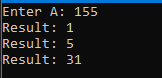 Enter A: 155
Result: 1
Result: 5
Result: 31